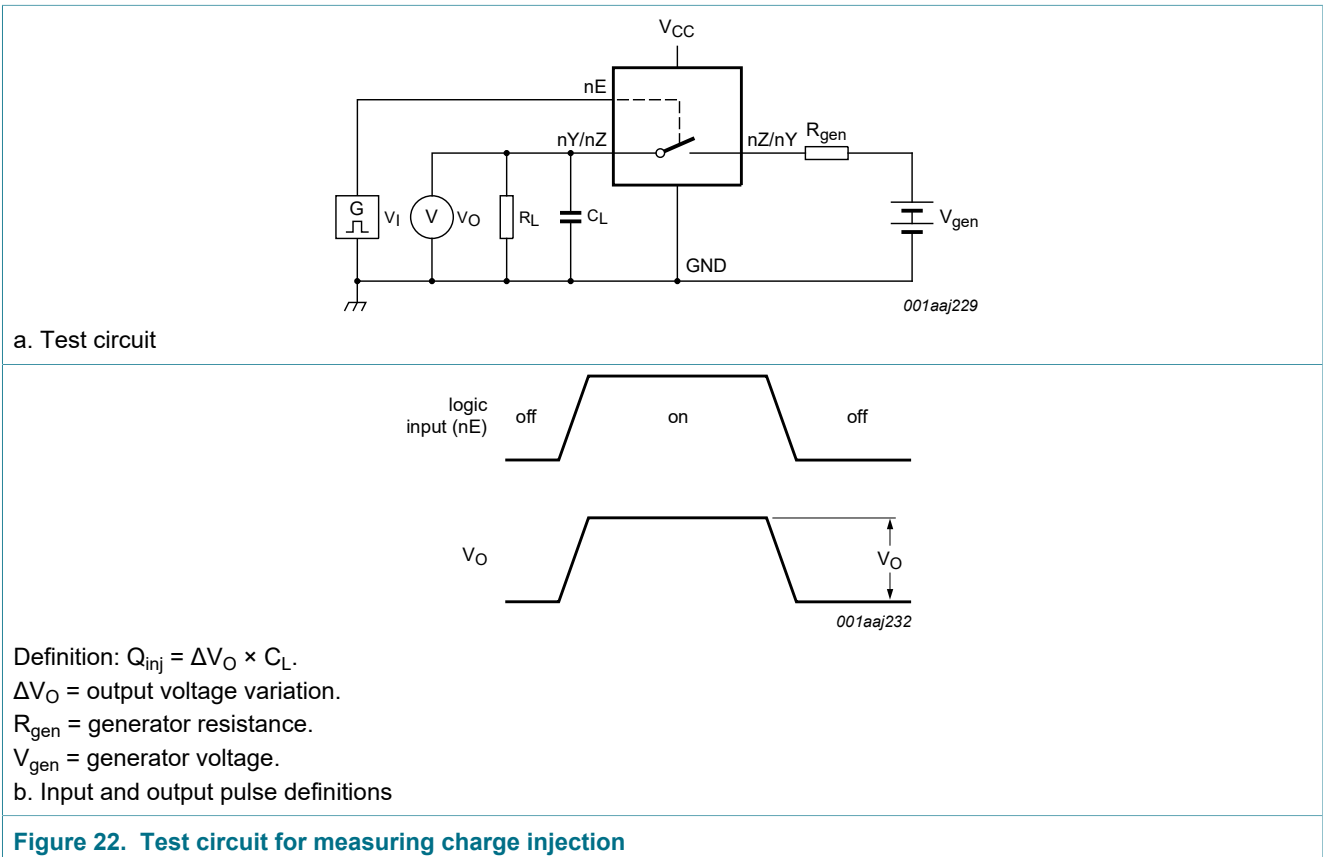 VCC
nE
nY/nZ
nZ/nY
Rgen
G
VI
V
VO
RL
CL
Vgen
GND
001aaj229
a. Test circuit
logic
input (nE)
off
on
off
VO
VO
001aaj232
Definition: Qinj = ΔVO × CL.
ΔVO = output voltage variation.
Rgen = generator resistance.
Vgen = generator voltage.
b. Input and output pulse definitions
Figure 22. Test circuit for measuring charge injection